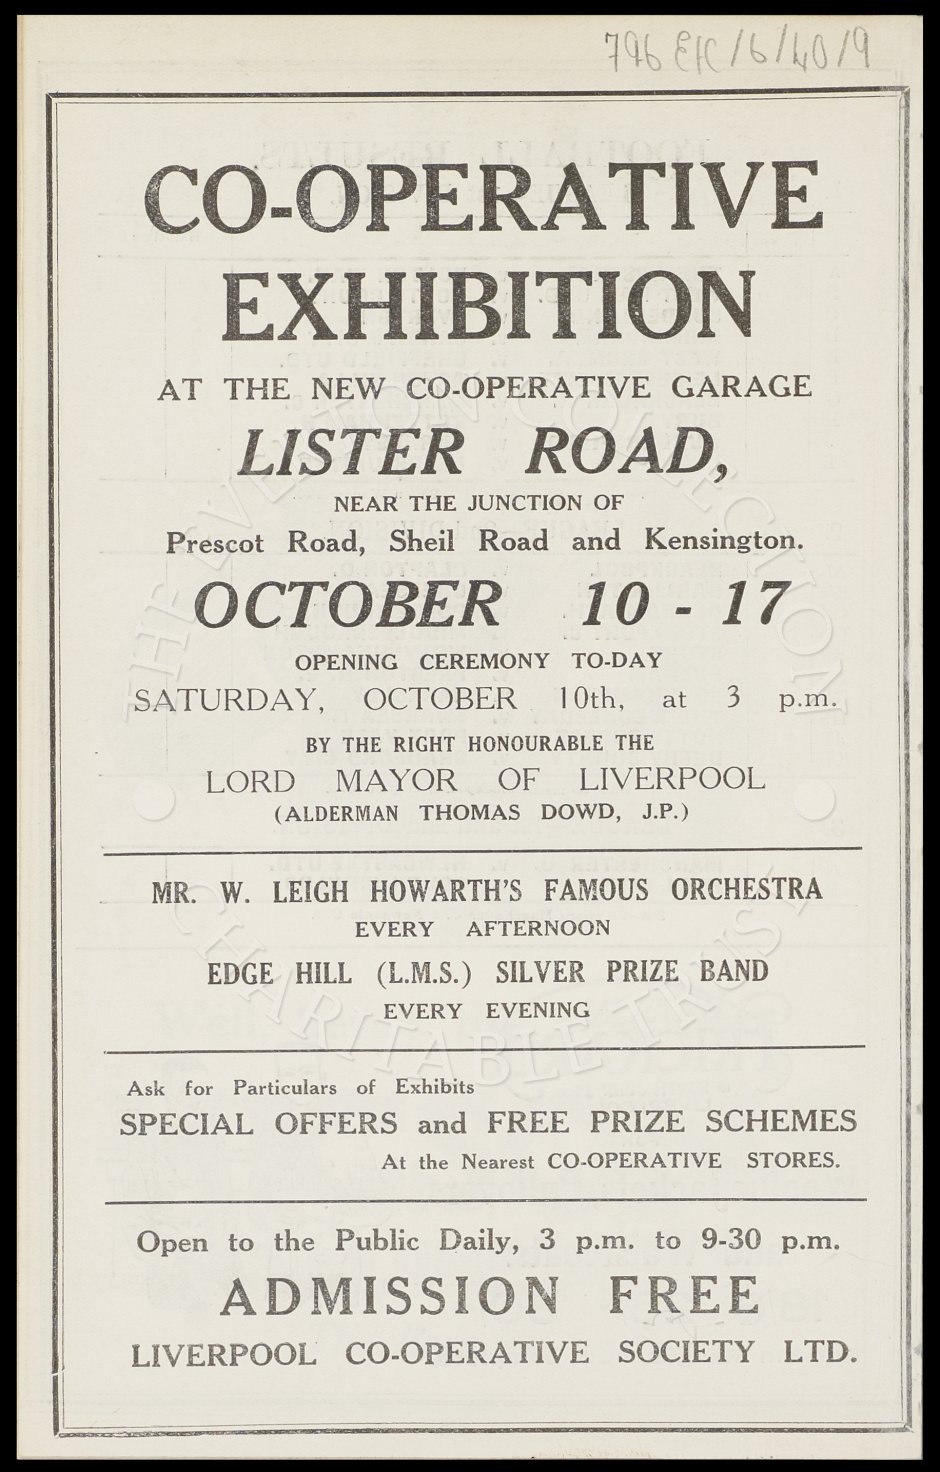 796 EJC/6/40/9
CO-OPERATIVE
EXHIBITION
AT THE NEW CO-OPERATIVE GARAGE
LISTER ROAD,
NEAR THE JUNCTION OF
Prescot Road, Sheil Road and Kensington.
OCTOBER 10 - 17
OPENING CEREMONY TO-DAY
SATURDAY, OCTOBER 10th, at 3 p.m.
BY THE RIGHT HONOURABLE THE
LORD MAYOR OF LIVERPOOL
(ALDERMAN THOMAS DOWD, J.P.)
MR. W. LEIGH HOWARTH'S FAMOUS ORCHESTRA
EVERY AFTERNOON
EDGE HILL (L.M.S.) SILVER PRIZE BAND
EVERY EVENING
Ask for Particulars of Exhibits
SPECIAL OFFERS and FREE PRIZE SCHEMES
At the Nearest CO-OPERATIVE STORES.
Open to the Public Daily, 3 p.m. to 9-30 p.m.
ADMISSION FREE
LIVERPOOL CO-OPERATIVE SOCIETY LTD.
THE EVERTON COLLECTION
CHARITABLE TRUST